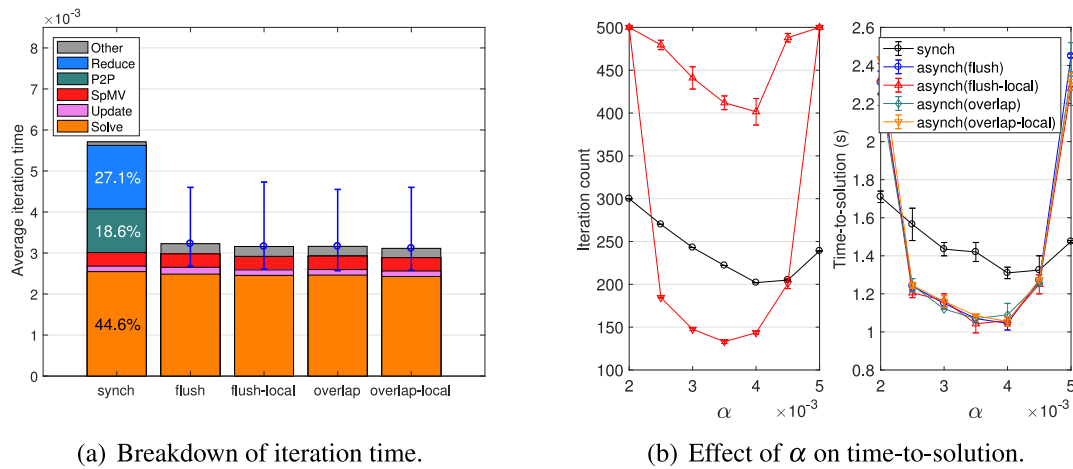 ×10⁻³
8
7
6
5
4
3
2
1
0
Average iteration time
Other
Reduce
P2P
SpMV
Update
Solve
27.1%
18.6%
44.6%
synch
flush
flush-local
overlap
overlap-local
(a) Breakdown of iteration time.
500
450
400
350
300
250
200
150
100
Iteration count
2
3
4
5
α
×10⁻³
2.6
2.4
2.2
2
1.8
1.6
1.4
1.2
1
0.8
Time-to-solution (s)
synch
asynch(flush)
asynch(flush-local)
asynch(overlap)
asynch(overlap-local)
2
3
4
5
α
×10⁻³
(b) Effect of α on time-to-solution.